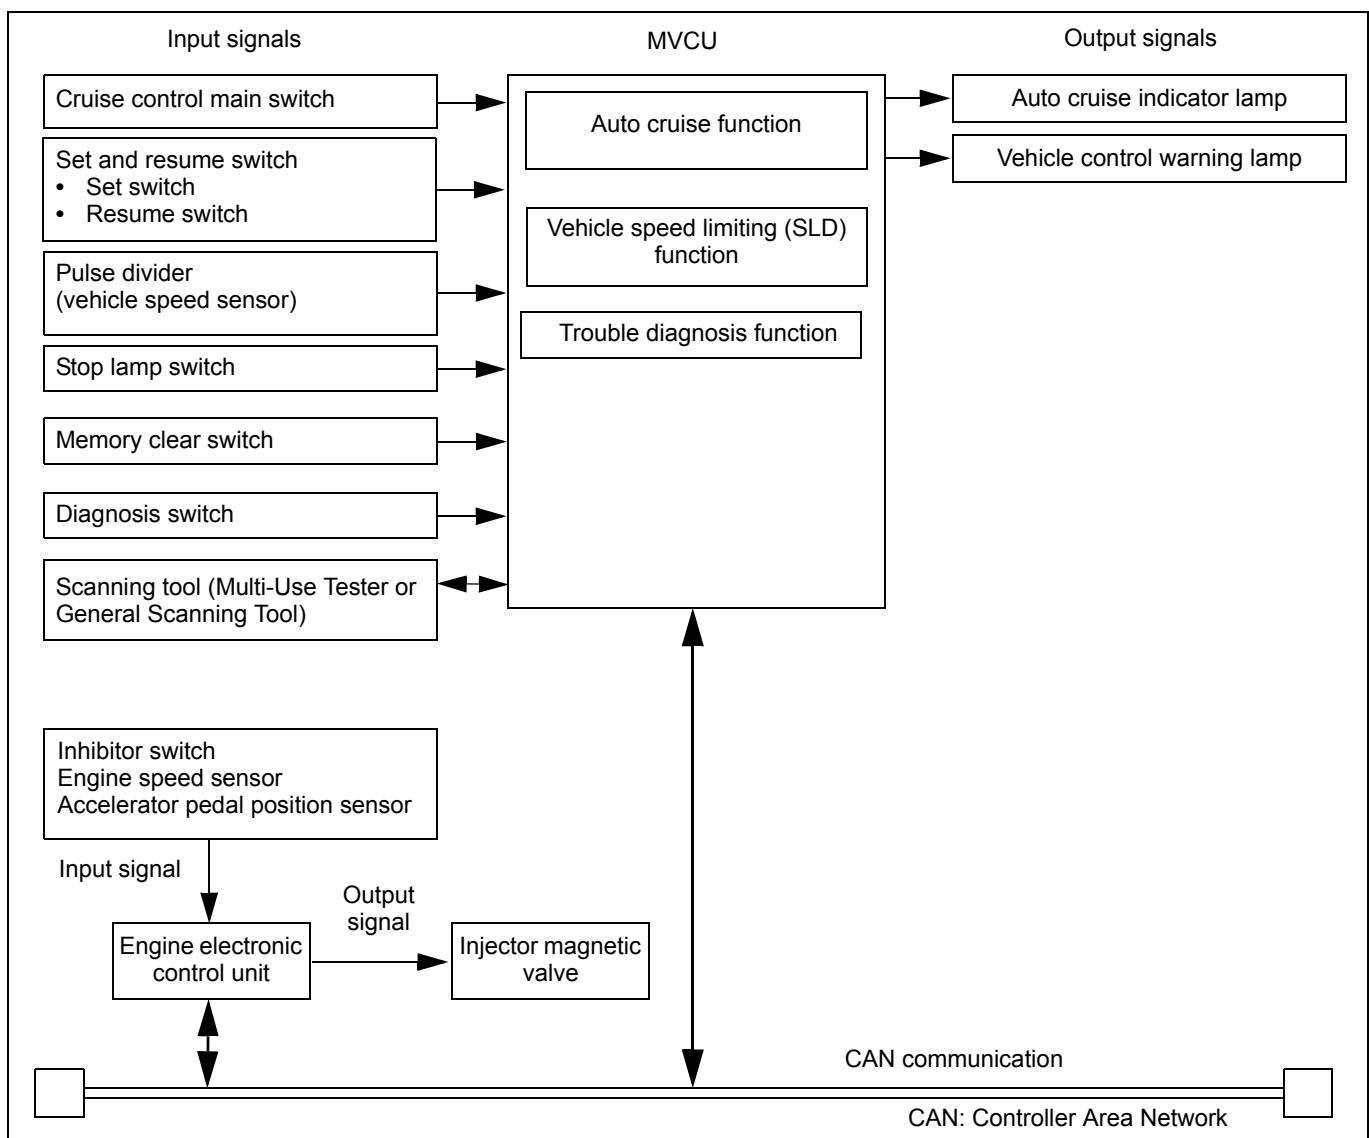 Input signals
MVCU
Output signals
Cruise control main switch
Set and resume switch
• Set switch
• Resume switch
Pulse divider
(vehicle speed sensor)
Stop lamp switch
Memory clear switch
Diagnosis switch
Scanning tool (Multi-Use Tester or
General Scanning Tool)
Auto cruise function
Vehicle speed limiting (SLD)
function
Trouble diagnosis function
Auto cruise indicator lamp
Vehicle control warning lamp
Inhibitor switch
Engine speed sensor
Accelerator pedal position sensor
Input signal
Output
signal
Engine electronic
control unit
Injector magnetic
valve
CAN communication
CAN: Controller Area Network